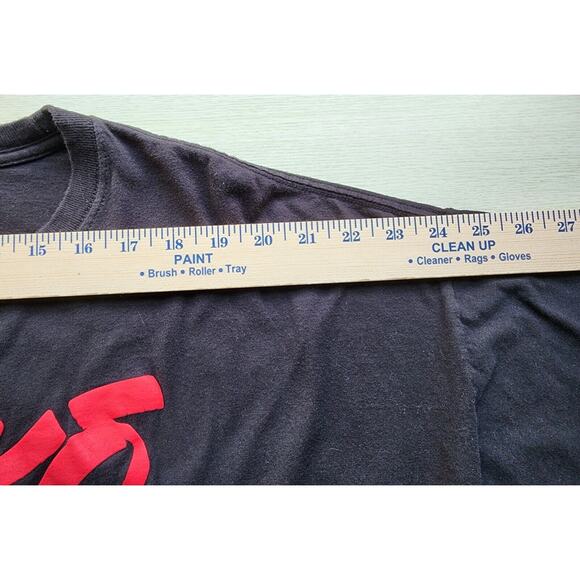 15 16 17 18 19 20 21 22 23 24 25 26 27
PAINT
• Brush • Roller • Tray
CLEAN UP
• Cleaner • Rags • Gloves